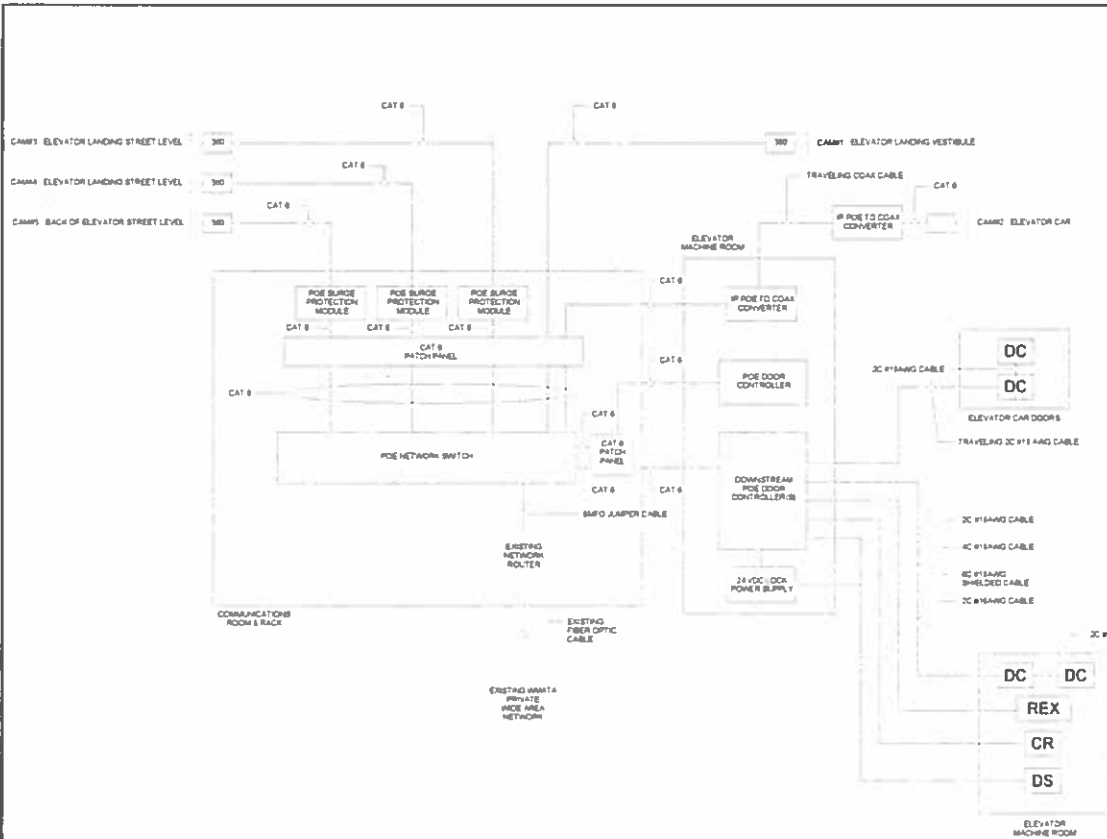 CAT 6
CAT 6
CAM#3 ELEVATOR LANDING STREET LEVEL
360
360
CAM#1 ELEVATOR LANDING VESTIBULE
CAT 6
TRAVELING COAX CABLE
CAM#4 ELEVATOR LANDING STREET LEVEL
360
CAT 6
CAT 6
CAM#5 BACK OF ELEVATOR STREET LEVEL
360
IP POE TO COAX
CONVERTER
CAM#2 ELEVATOR CAR
ELEVATOR
MACHINE ROOM
CAT 6
POE SURGE
PROTECTION
MODULE
POE SURGE
PROTECTION
MODULE
POE SURGE
PROTECTION
MODULE
IP POE TO COAX
CONVERTER
CAT 6
CAT 6
CAT 6
CAT 6
PATCH PANEL
CAT 6
POE DOOR
CONTROLLER
2C #18AWG CABLE
DC
DC
ELEVATOR CAR DOORS
CAT 6
CAT 6
TRAVELING 2C #18 AWG CABLE
POE NETWORK SWITCH
CAT 6
PATCH
PANEL
CAT 6
CAT 6
DOWNSTREAM
POE DOOR
CONTROLLER(S)
SMFO JUMPER CABLE
2C #18AWG CABLE
EXISTING
NETWORK
ROUTER
4C #18AWG CABLE
24 VDC LOCK
POWER SUPPLY
SHIELDED CABLE
2C #18AWG CABLE
COMMUNICATIONS
ROOM & RACK
EXISTING
FIBER OPTIC
CABLE
2C #
EXISTING WMATA
PRIVATE
WIDE AREA
NETWORK
DC
DC
REX
CR
DS
ELEVATOR
MACHINE ROOM